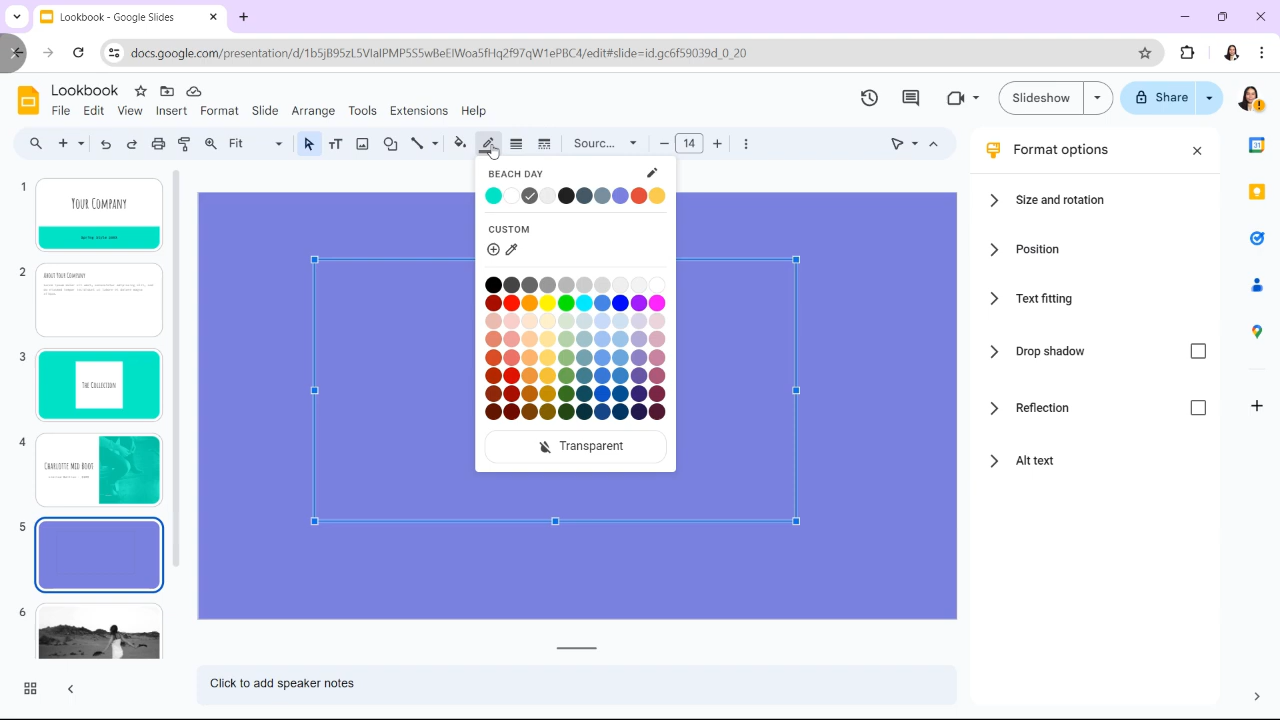 Lookbook - Google Slides
docs.google.com/presentation/d/1b5jB95zL5VIaIPMP5S5wBeEIWoa5fHq2f97qW1ePBC4/edit#slide=id.gc6f59039d_0_20
Lookbook
File Edit View Insert Format Slide Arrange Tools Extensions Help
Slideshow
Share
Fit
Sourc...
14
BEACH DAY
CUSTOM
Transparent
1
YOUR COMPANY
2
ABOUT YOUR COMPANY
3
THE COLLECTION
4
CHARLOTTE MID BOOT
5
6
Click to add speaker notes
Format options
Size and rotation
Position
Text fitting
Drop shadow
Reflection
Alt text
31